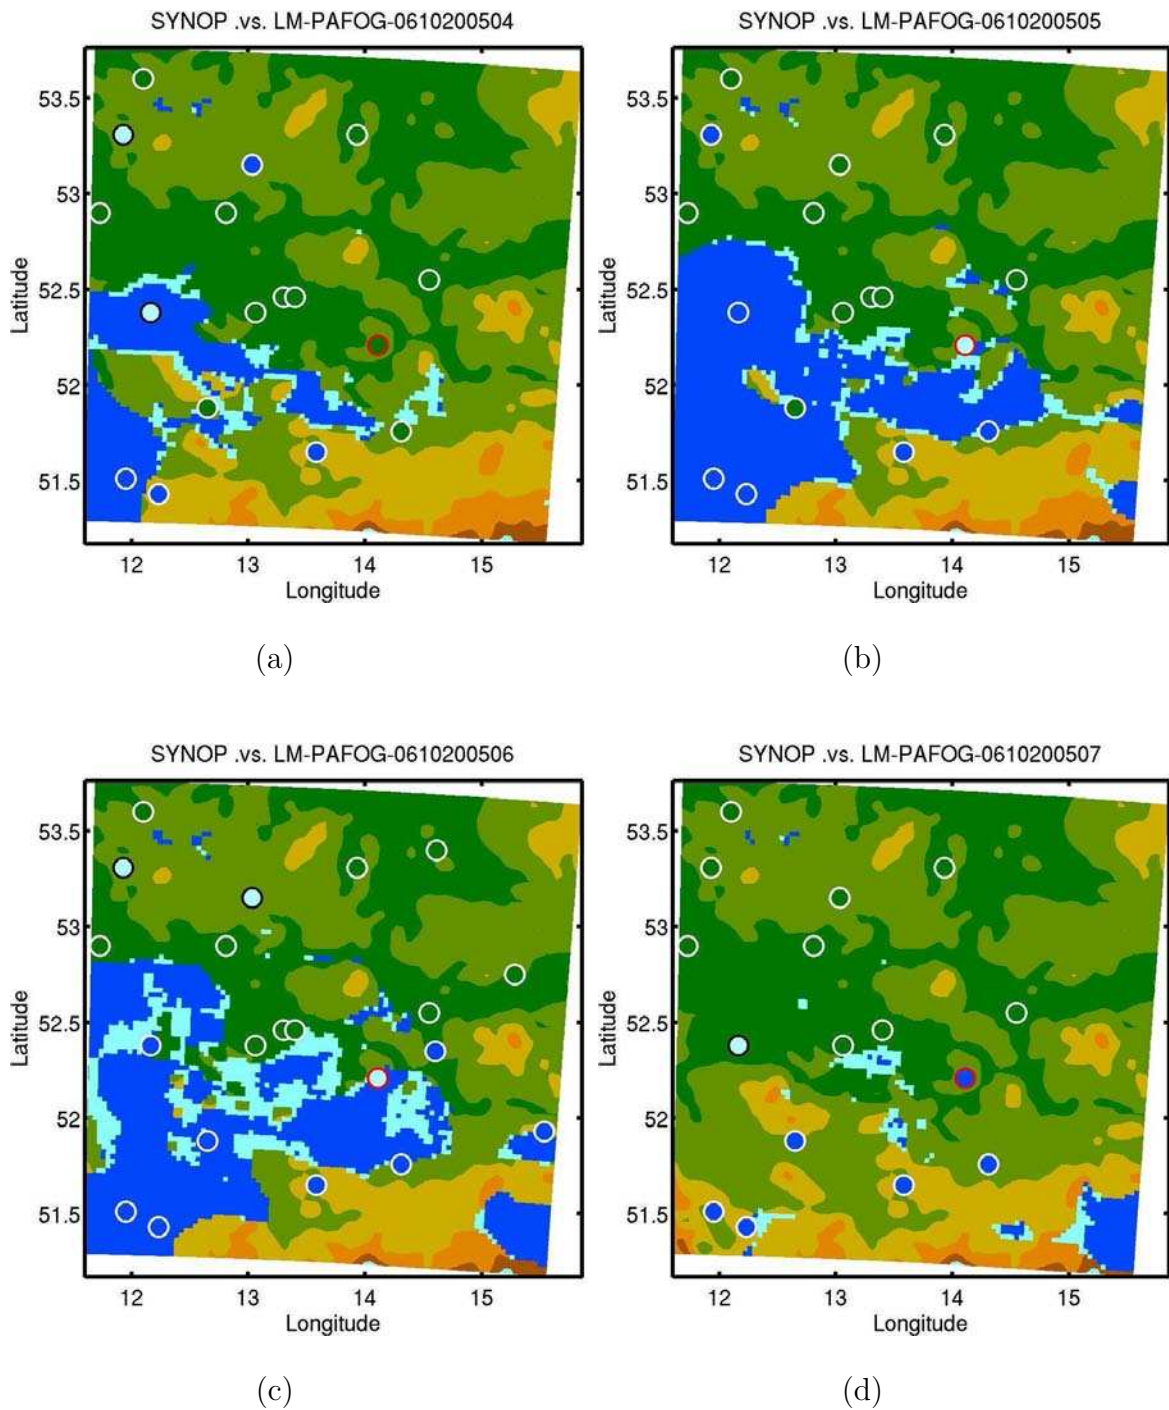 SYNOP .vs. LM-PAFOG-0610200504
SYNOP .vs. LM-PAFOG-0610200505
53.5
53
52.5
52
51.5
Latitude
12 13 14 15
Longitude
53.5
53
52.5
52
51.5
Latitude
12 13 14 15
Longitude
(a)
(b)
SYNOP .vs. LM-PAFOG-0610200506
SYNOP .vs. LM-PAFOG-0610200507
53.5
53
52.5
52
51.5
Latitude
12 13 14 15
Longitude
53.5
53
52.5
52
51.5
Latitude
12 13 14 15
Longitude
(c)
(d)